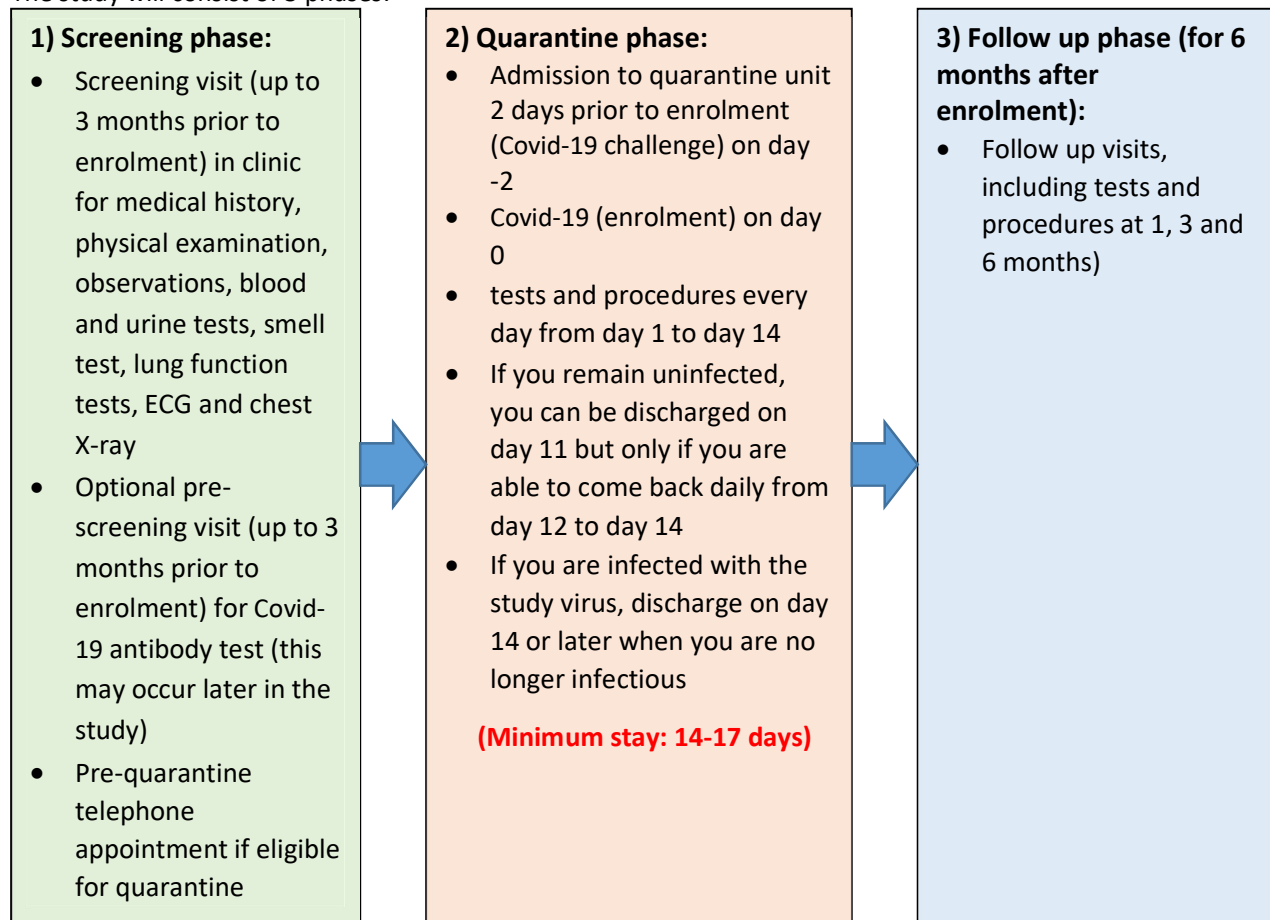 The study will consist of 3 phases:
1) Screening phase:
• Screening visit (up to
3 months prior to
enrolment) in clinic
for medical history,
physical examination,
observations, blood
and urine tests, smell
test, lung function
tests, ECG and chest
X-ray
• Optional pre-
screening visit (up to 3
months prior to
enrolment) for Covid-
19 antibody test (this
may occur later in the
study)
• Pre-quarantine
telephone
appointment if eligible
for quarantine
2) Quarantine phase:
• Admission to quarantine unit
2 days prior to enrolment
(Covid-19 challenge) on day
-2
• Covid-19 (enrolment) on day
0
• tests and procedures every
day from day 1 to day 14
• If you remain uninfected,
you can be discharged on
day 11 but only if you are
able to come back daily from
day 12 to day 14
• If you are infected with the
study virus, discharge on day
14 or later when you are no
longer infectious
(Minimum stay: 14-17 days)
3) Follow up phase (for 6
months after
enrolment):
• Follow up visits,
including tests and
procedures at 1, 3 and
6 months)